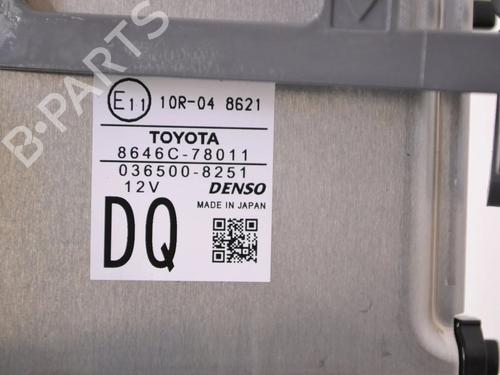 E11 10R-04 8621
TOYOTA
8646C-78011
036500-8251
12V DENSO
MADE IN JAPAN
DQ
B-PARTS